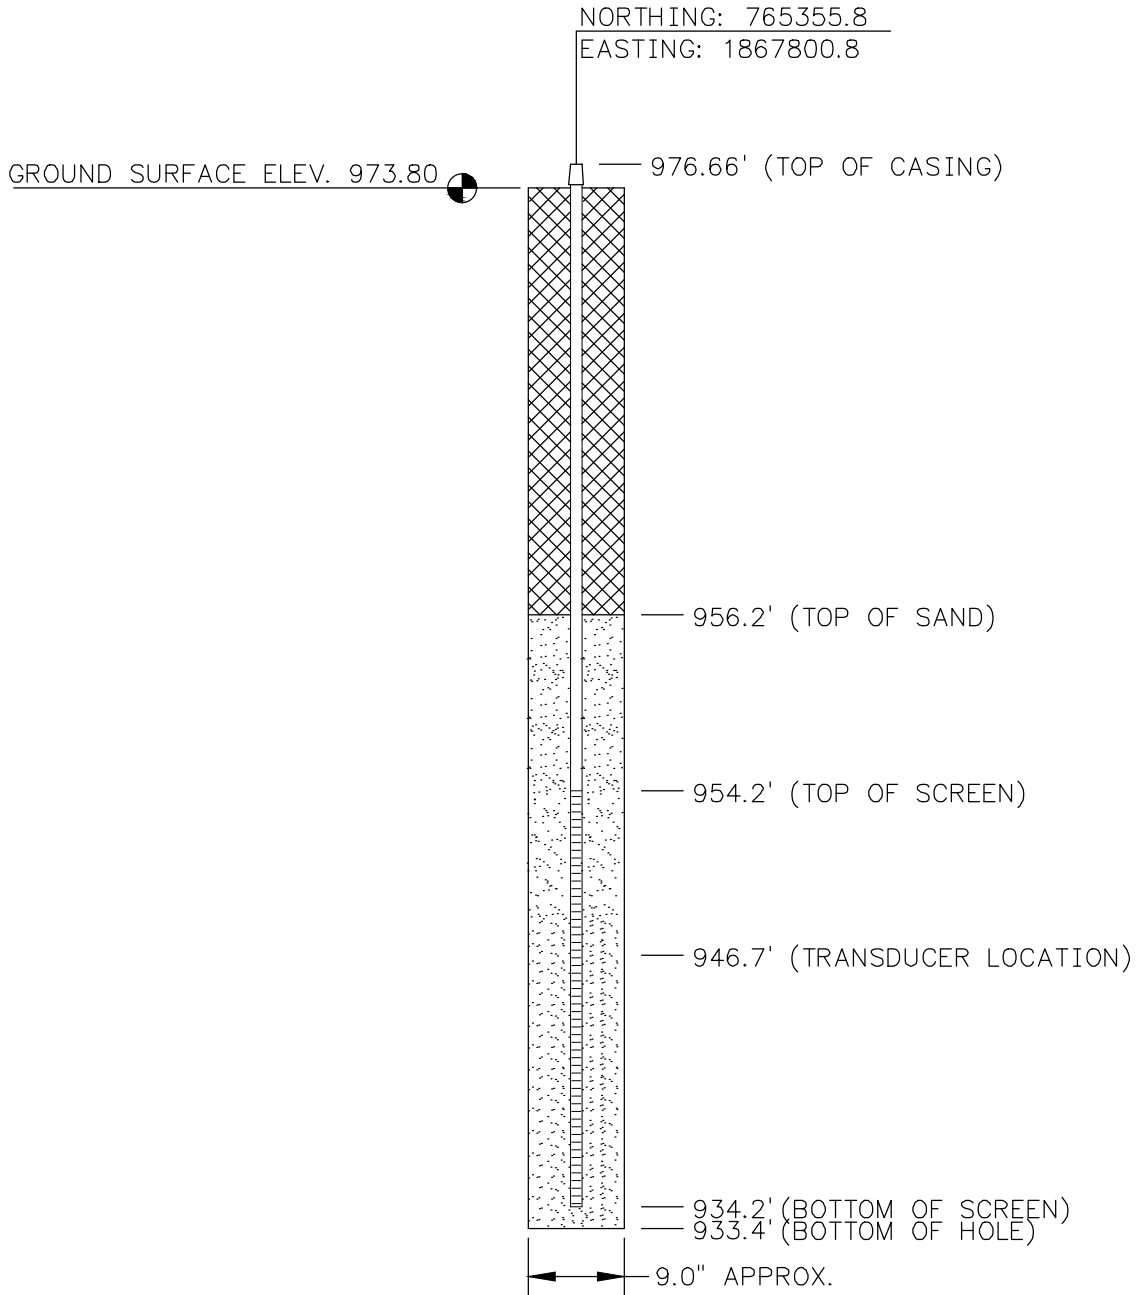 NORTHING: 765355.8
EASTING: 1867800.8
976.66' (TOP OF CASING)
GROUND SURFACE ELEV. 973.80
956.2' (TOP OF SAND)
954.2' (TOP OF SCREEN)
946.7' (TRANSDUCER LOCATION)
934.2' (BOTTOM OF SCREEN)
933.4' (BOTTOM OF HOLE)
9.0" APPROX.